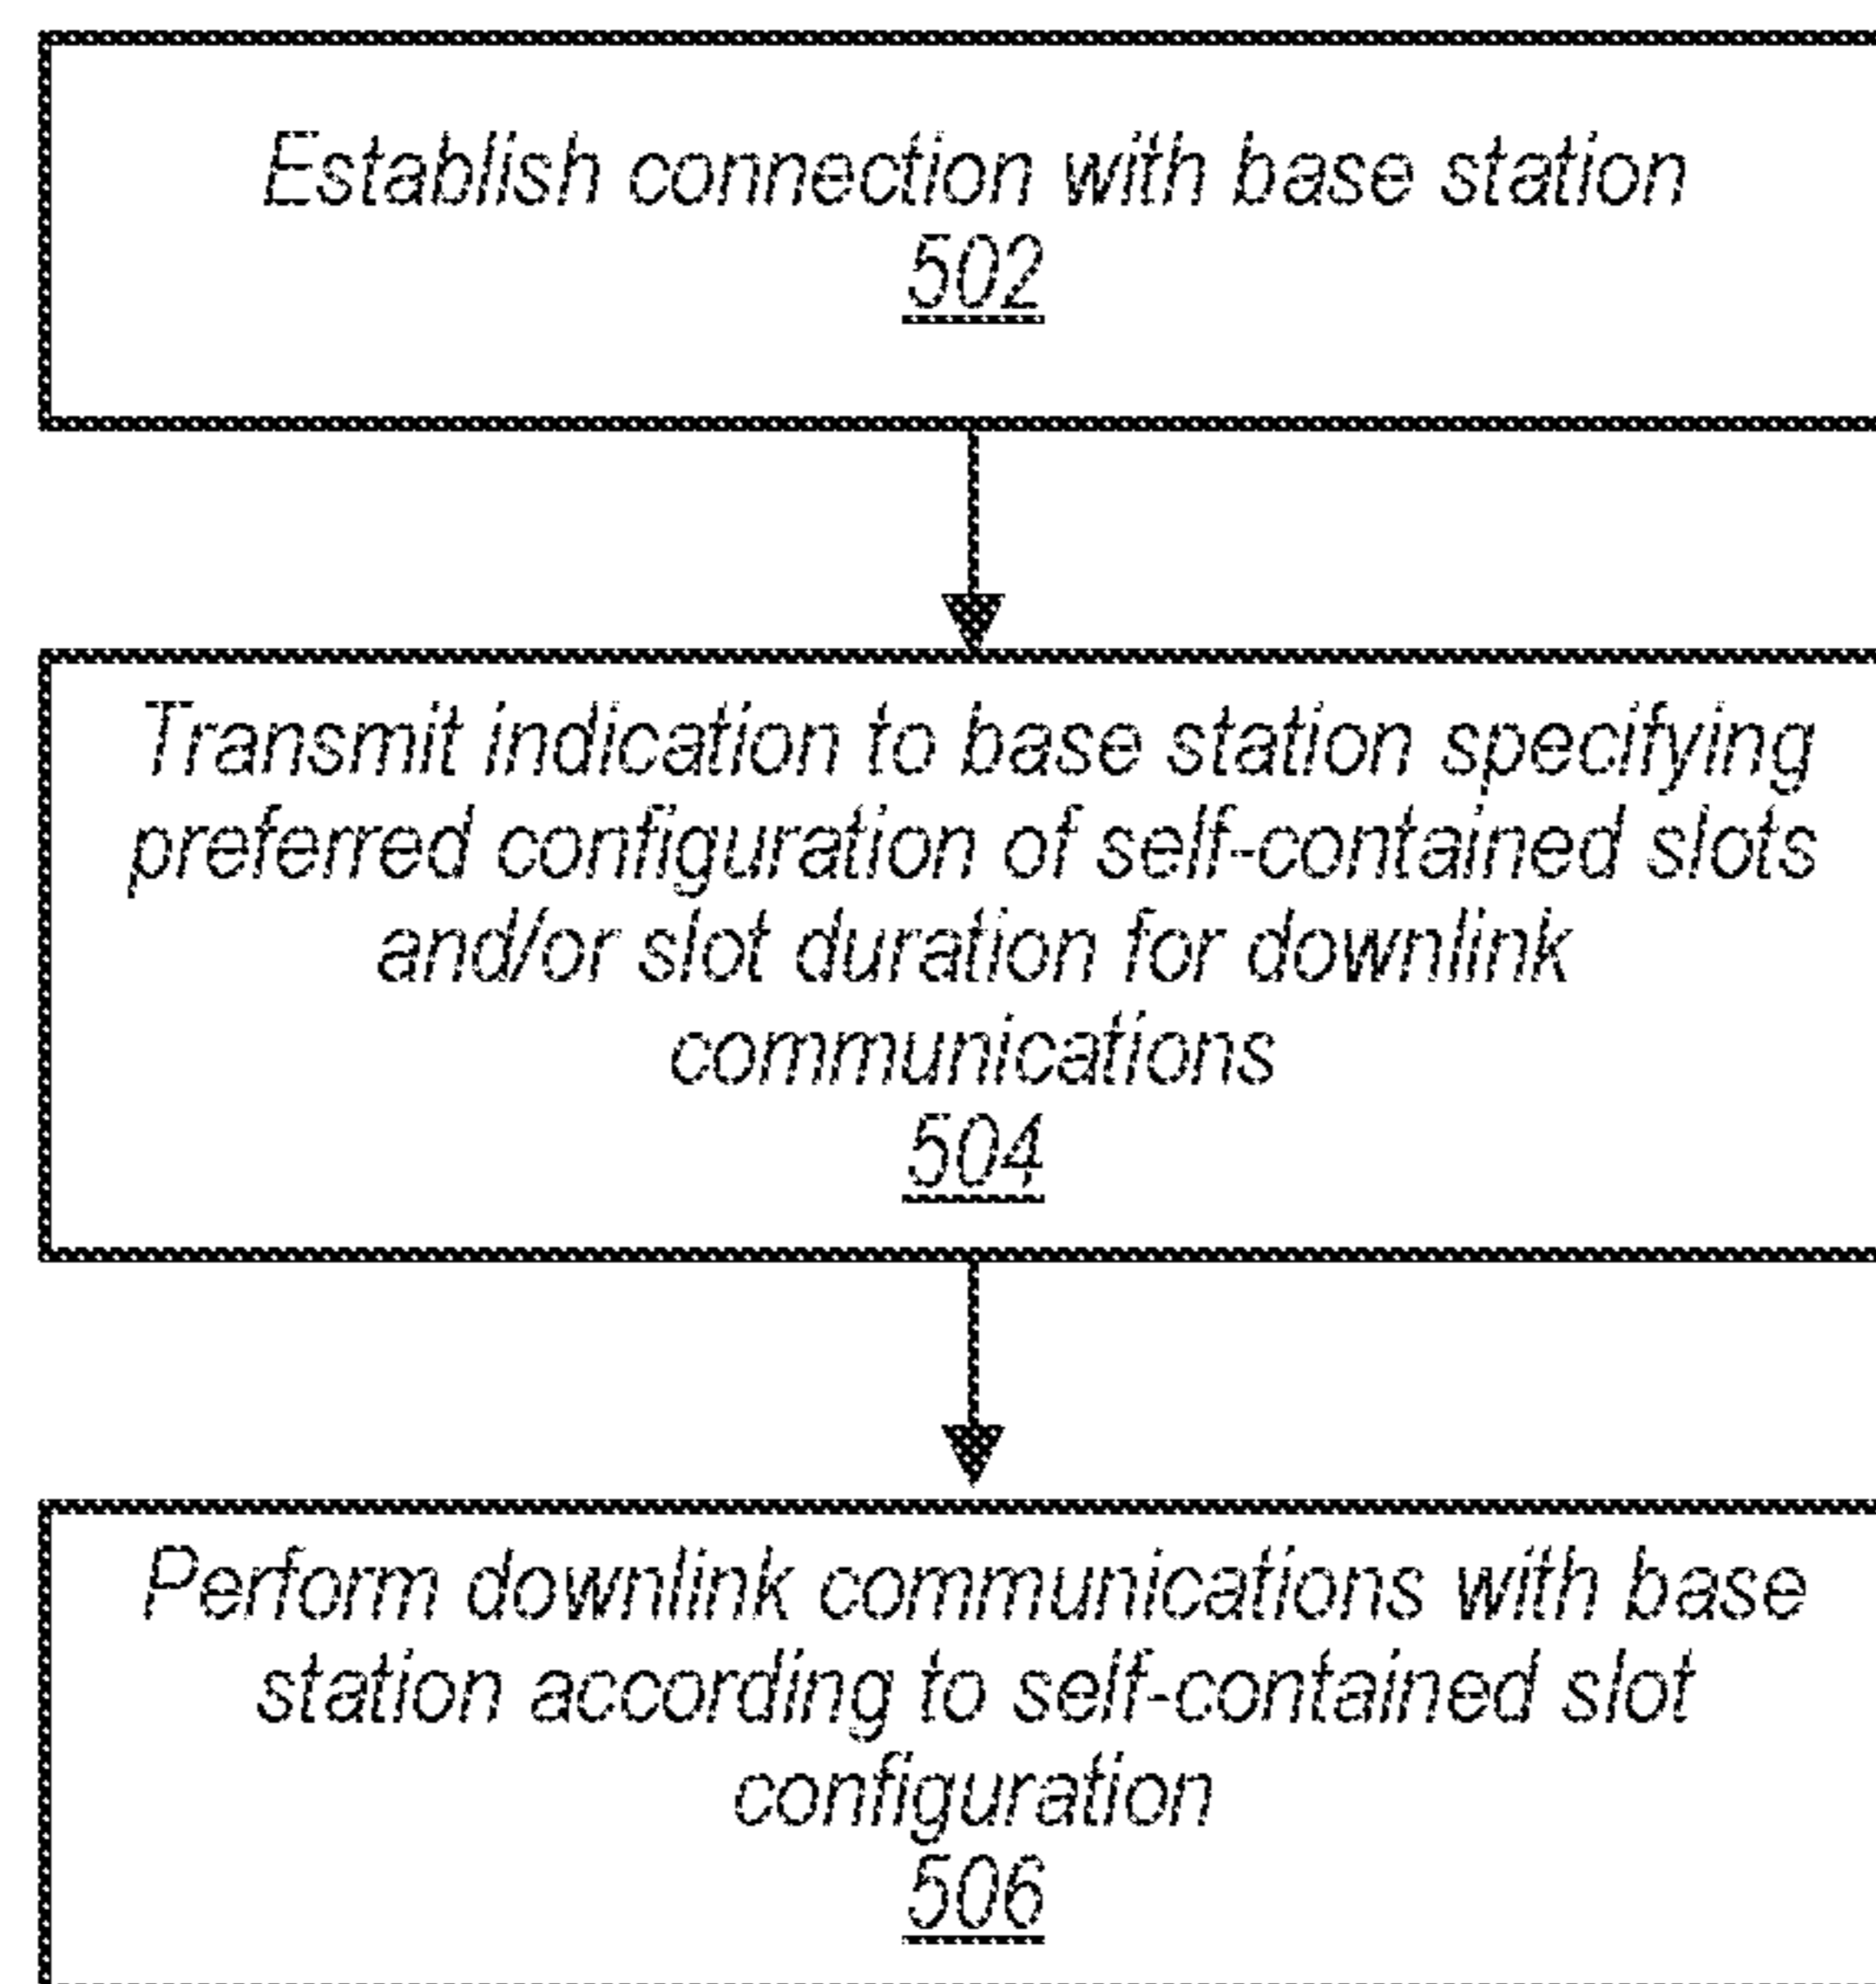 Establish connection with base station
502
Transmit indication to base station specifying
preferred configuration of self-contained slots
and/or slot duration for downlink
communications
504
Perform downlink communications with base
station according to self-contained slot
configuration
506